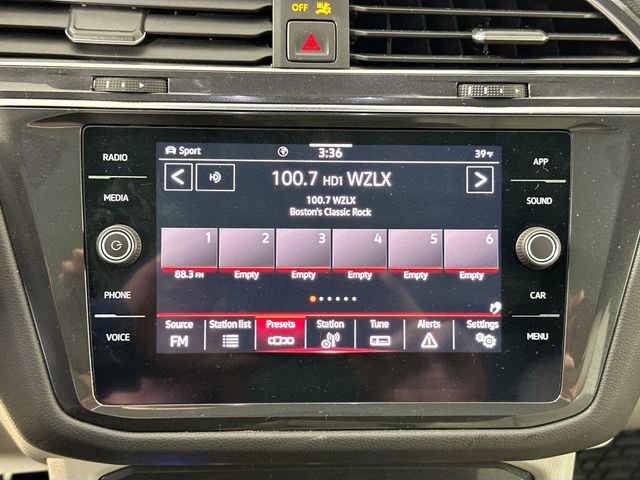 OFF
RADIO
MEDIA
PHONE
VOICE
Sport 3:36 39°F
HD 100.7 HD1 WZLX
100.7 WZLX
Boston's Classic Rock
1 2 3 4 5 6
88.3 FM Empty Empty Empty Empty Empty
Source Station list Presets Station Tune Alerts Settings
FM
APP
SOUND
CAR
MENU